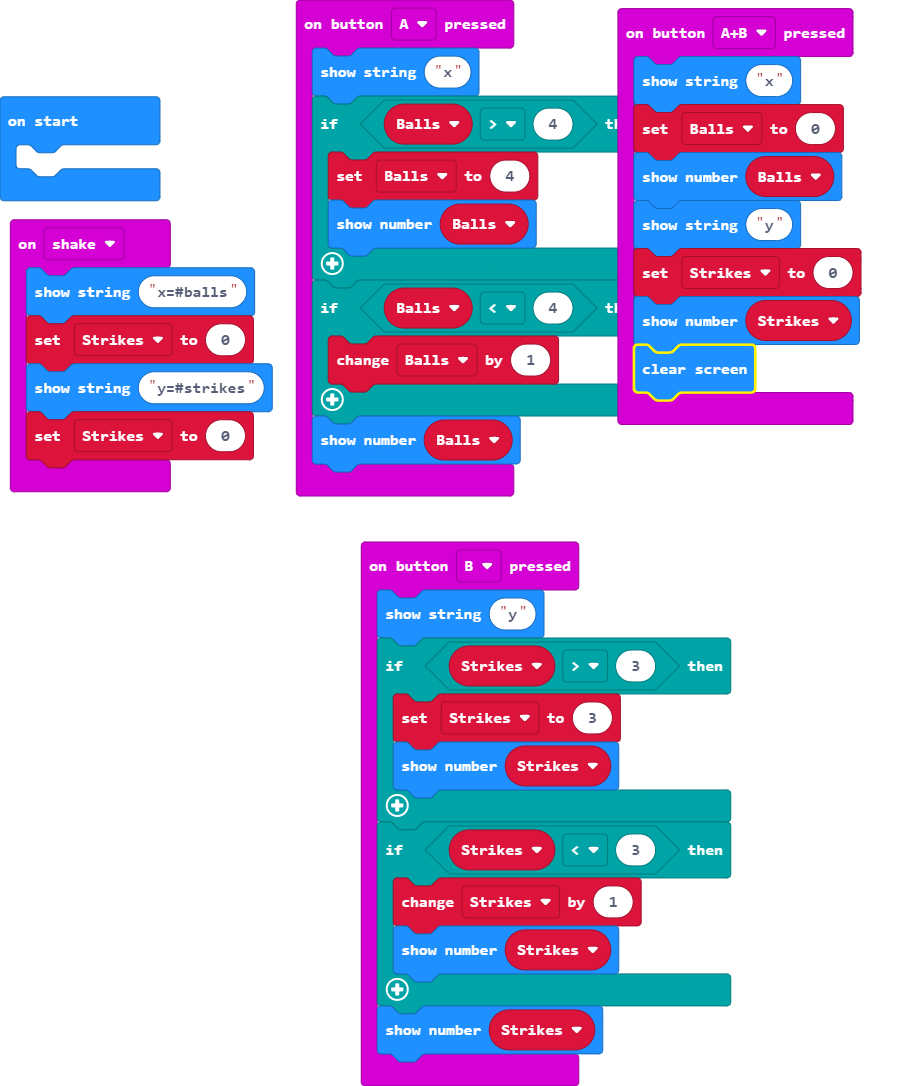 on start
on shake
show string "x=#balls"
set Strikes to 0
show string "y=#strikes"
set Strikes to 0
on button A pressed
show string "x"
if Balls > 4
set Balls to 4
show number Balls
if Balls < 4
change Balls by 1
show number Balls
on button A+B pressed
show string "x"
set Balls to 0
show number Balls
show string "y"
set Strikes to 0
show number Strikes
clear screen
on button B pressed
show string "y"
if Strikes > 3 then
set Strikes to 3
show number Strikes
if Strikes < 3 then
change Strikes by 1
show number Strikes
show number Strikes